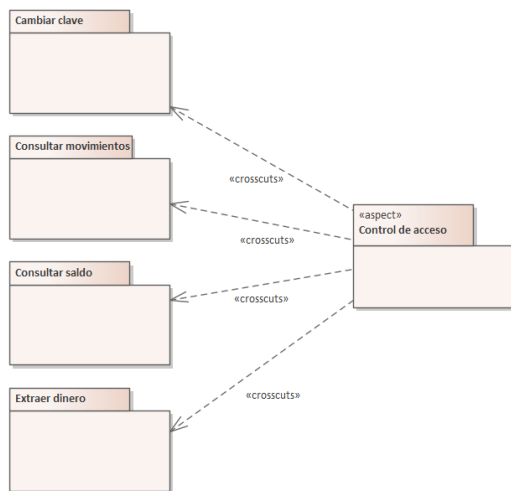 Cambiar clave
«crosscuts»
Consultar movimientos
«crosscuts»
«aspect»
Control de acceso
Consultar saldo
«crosscuts»
Extraer dinero
«crosscuts»